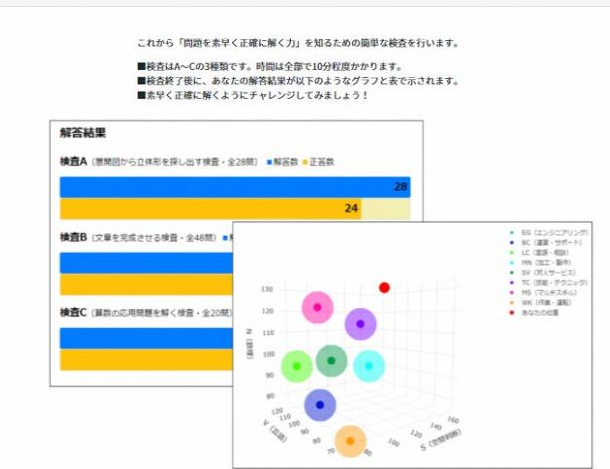 これから「問題を素早く正確に解く力」を知るための簡単な検査を行います。
■検査はA～Cの3種類です。時間は全部で10分程度かかります。
■検査終了後に、あなたの解答結果が以下のようなグラフと表で示されます。
■素早く正確に解くようにチャレンジしてみましょう！
解答結果
検査A（展開図から立体形を探し出す検査・全28問） ■解答数 ■正答数
28
24
検査B（文章を完成させる検査・全48問）
検査C（算数の応用問題を解く検査・全20問）
EG（エンジニアリング）
BC（運営・サポート）
LC（言語・相談）
MN（加工・製作）
SV（対人サービス）
TC（技能・テクニック）
MS（マルチスキル）
WK（作業・運転）
あなたの位置
130
120
110
100
90
80
N（数理）
120
110
100
90
80
70
V（言語）
80
100
120
140
160
S（空間判断）